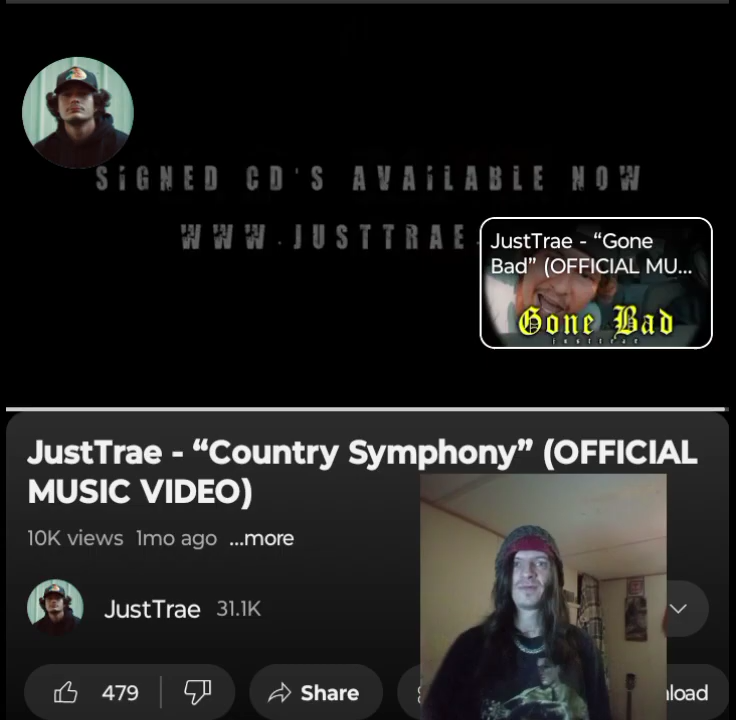 SiGNED CD'S AVAiLABLE NOW
WWW.JUSTTRAE.
JustTrae - “Gone
Bad” (OFFICIAL MU...
Gone Bad
justtrae
JustTrae - “Country Symphony” (OFFICIAL
MUSIC VIDEO)
10K views 1mo ago ...more
JustTrae 31.1K
479 Share nload